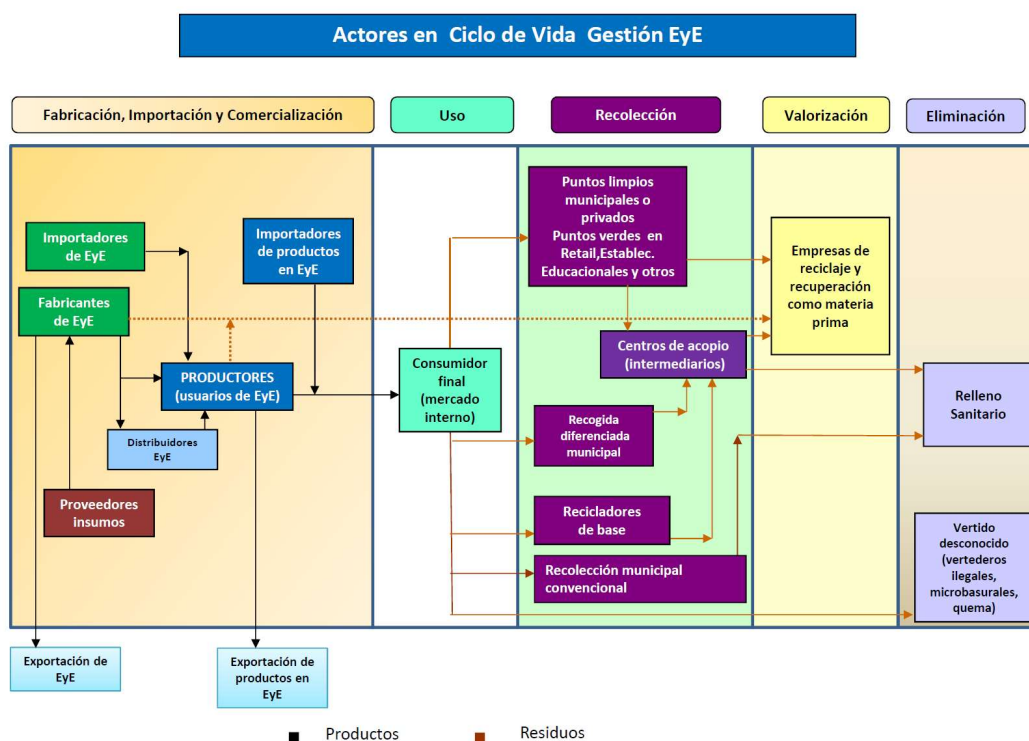 Actores en Ciclo de Vida Gestión EyE
Fabricación, Importación y Comercialización
Uso
Recolección
Valorización
Eliminación
Importadores
de EyE
Fabricantes
de EyE
Importadores
de productos
en EyE
PRODUCTORES
(usuarios de EyE)
Distribuidores
EyE
Proveedores
insumos
Consumidor
final
(mercado
interno)
Puntos limpios
municipales o
privados
Puntos verdes en
Retail,Establec.
Educacionales y otros
Centros de acopio
(intermediarios)
Recogida
diferenciada
municipal
Recicladores
de base
Recolección municipal
convencional
Empresas de
reciclaje y
recuperación
como materia
prima
Relleno
Sanitario
Vertido
desconocido
(vertederos
ilegales,
microbasurales,
quema)
Exportación de
EyE
Exportación de
productos en
EyE
Productos
Residuos